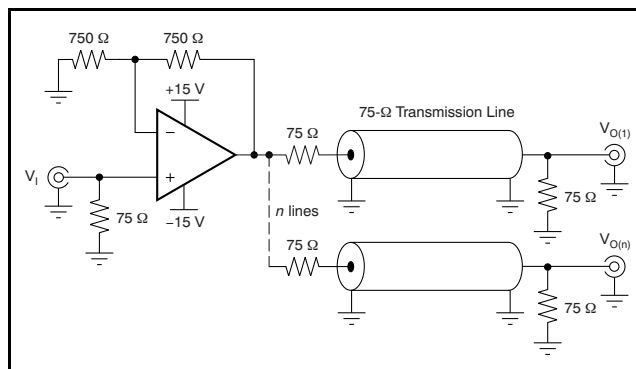 750 Ω
750 Ω
+15 V
75-Ω Transmission Line
75 Ω
V_O(1)
−
V_I
+
75 Ω
75 Ω
−15 V
n lines
75 Ω
V_O(n)
75 Ω